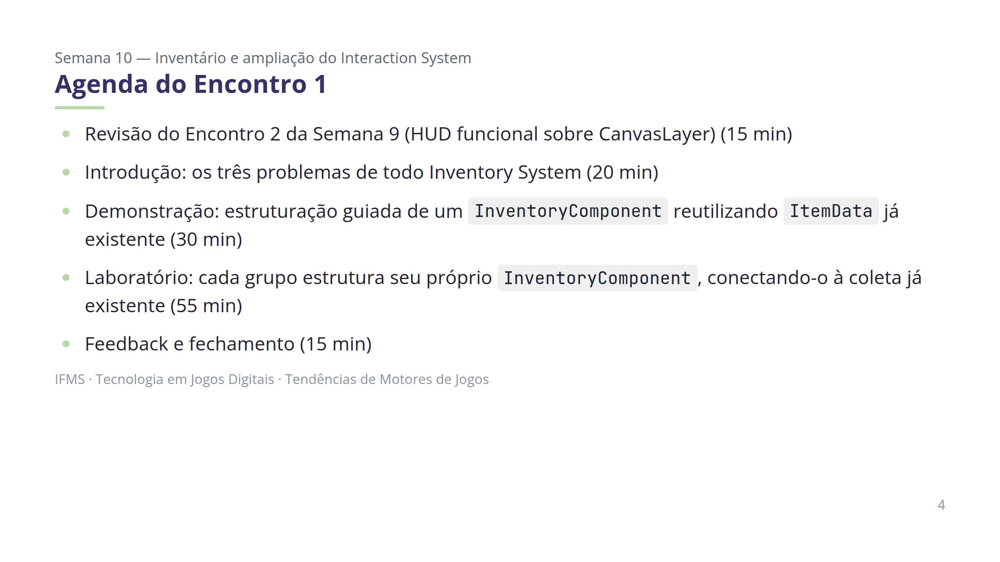 Semana 10 — Inventário e ampliação do Interaction System
Agenda do Encontro 1
Revisão do Encontro 2 da Semana 9 (HUD funcional sobre CanvasLayer) (15 min)
Introdução: os três problemas de todo Inventory System (20 min)
Demonstração: estruturação guiada de um InventoryComponent reutilizando ItemData já
existente (30 min)
Laboratório: cada grupo estrutura seu próprio InventoryComponent, conectando-o à coleta já
existente (55 min)
Feedback e fechamento (15 min)
IFMS · Tecnologia em Jogos Digitais · Tendências de Motores de Jogos
4